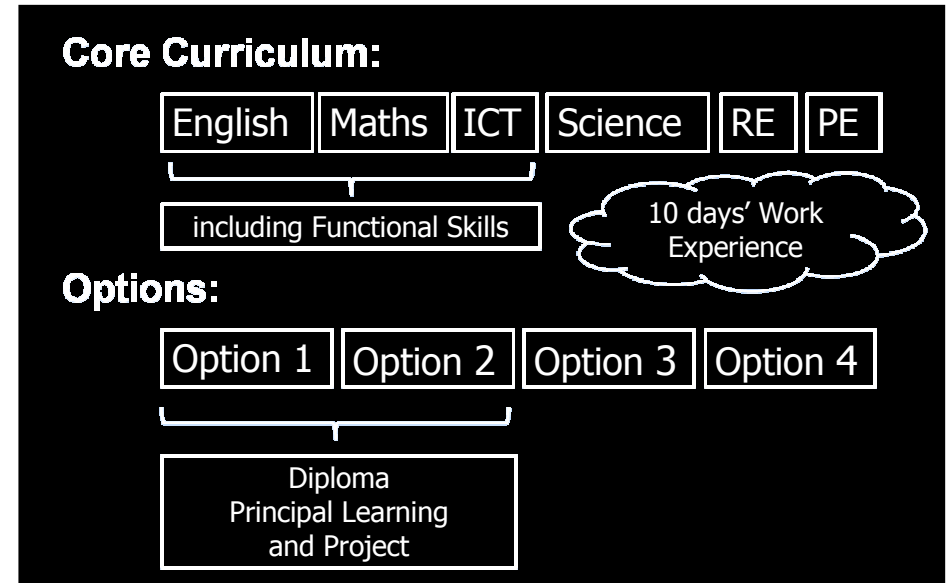 Core Curriculum:
English Maths ICT Science RE PE
including Functional Skills
10 days’ Work
Experience
Options:
Option 1 Option 2 Option 3 Option 4
Diploma
Principal Learning
and Project